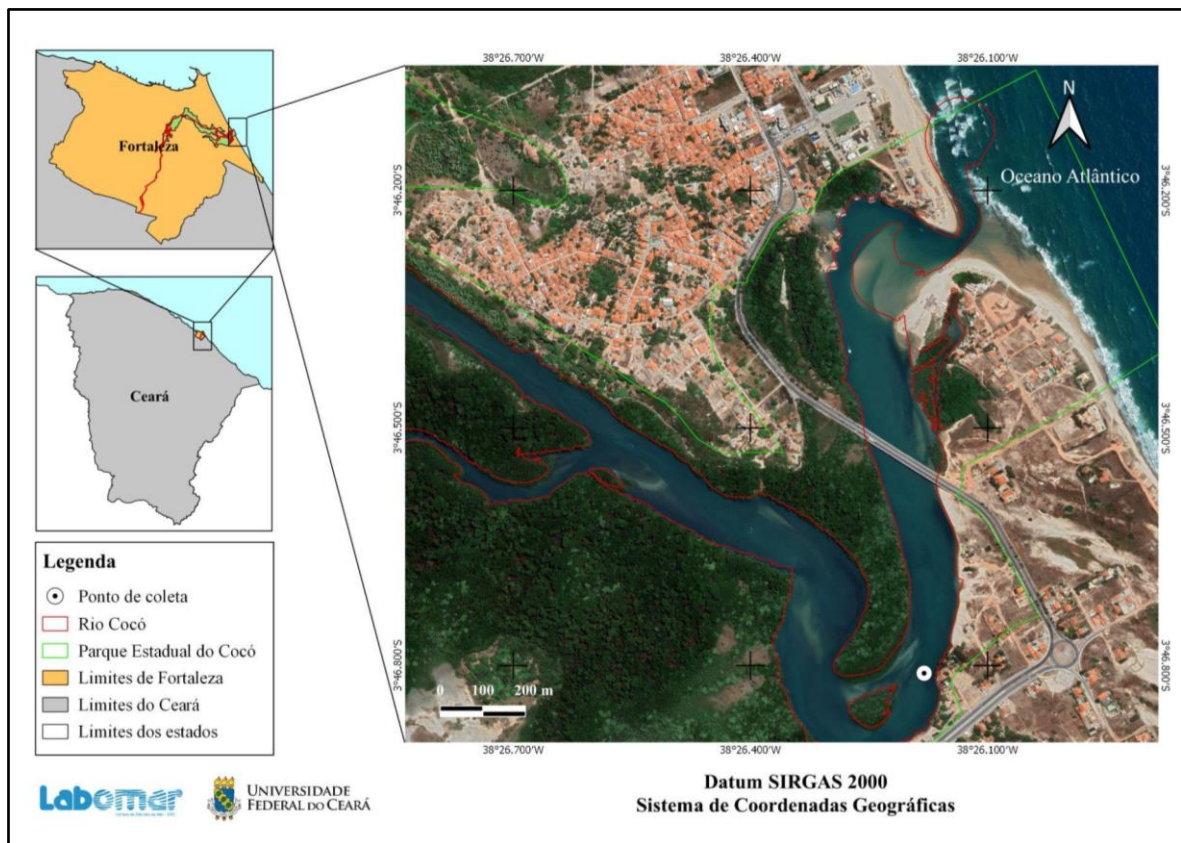 Fortaleza
Ceará
Legenda
Ponto de coleta
Rio Cocó
Parque Estadual do Cocó
Limites de Fortaleza
Limites do Ceará
Limites dos estados
Labomar
UNIVERSIDADE
FEDERAL DO CEARÁ
38°26.700'W
38°26.400'W
38°26.100'W
3°46.200'S
3°46.500'S
3°46.800'S
N
Oceano Atlântico
3°46.200'S
3°46.500'S
3°46.800'S
0 100 200 m
38°26.700'W
38°26.400'W
38°26.100'W
Datum SIRGAS 2000
Sistema de Coordenadas Geográficas